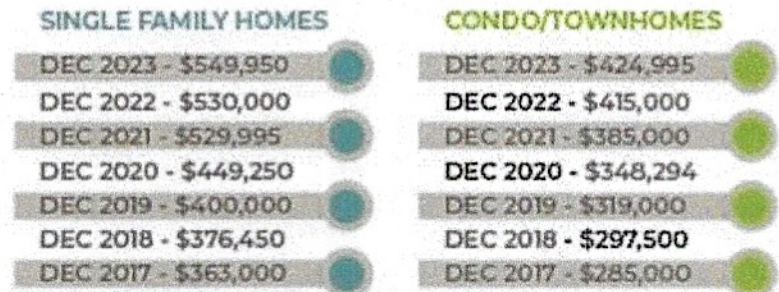 SINGLE FAMILY HOMES
DEC 2023 - $549,950
DEC 2022 - $530,000
DEC 2021 - $529,995
DEC 2020 - $449,250
DEC 2019 - $400,000
DEC 2018 - $376,450
DEC 2017 - $363,000
CONDO/TOWNHOMES
DEC 2023 - $424,995
DEC 2022 - $415,000
DEC 2021 - $385,000
DEC 2020 - $348,294
DEC 2019 - $319,000
DEC 2018 - $297,500
DEC 2017 - $285,000